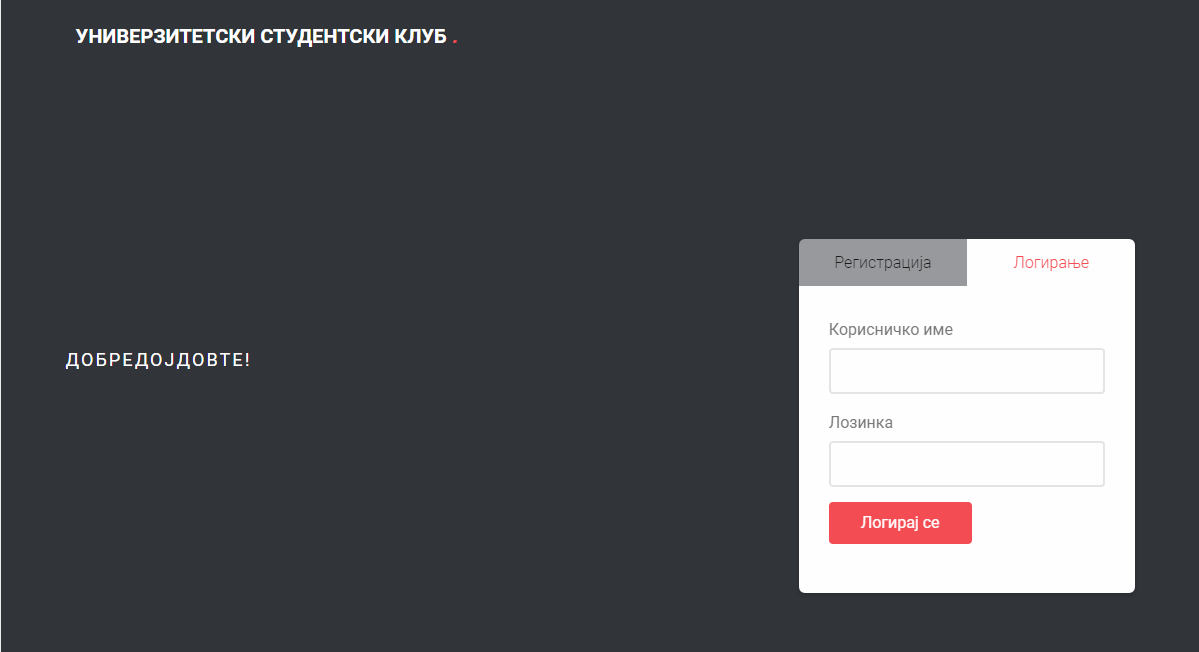 УНИВЕРЗИТЕТСКИ СТУДЕНТСКИ КЛУБ .
ДОБРЕДОЈДОВТЕ!
Регистрација
Логирање
Корисничко име
Лозинка
Логирај се